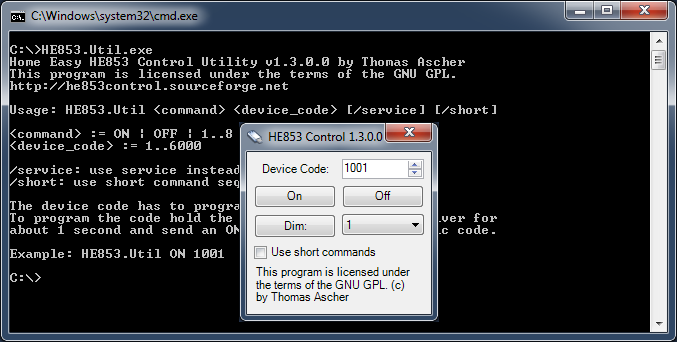 C:\Windows\system32\cmd.exe
C:\>HE853.Util.exe
Home Easy HE853 Control Utility v1.3.0.0 by Thomas Ascher
This program is licensed under the terms of the GNU GPL.
http://he853control.sourceforge.net
Usage: HE853.Util <command> <device_code> [/service] [/short]
<command> := ON | OFF | 1..8
<device_code> := 1..6000
/service: use service instead
/short: use short command seq
The device code has to progra
To program the code hold the ver for
about 1 second and send an ON ic code.
Example: HE853.Util ON 1001
C:\>
HE853 Control 1.3.0.0
Device Code: 1001
On Off
Dim: 1
Use short commands
This program is licensed under
the terms of the GNU GPL. (c)
by Thomas Ascher